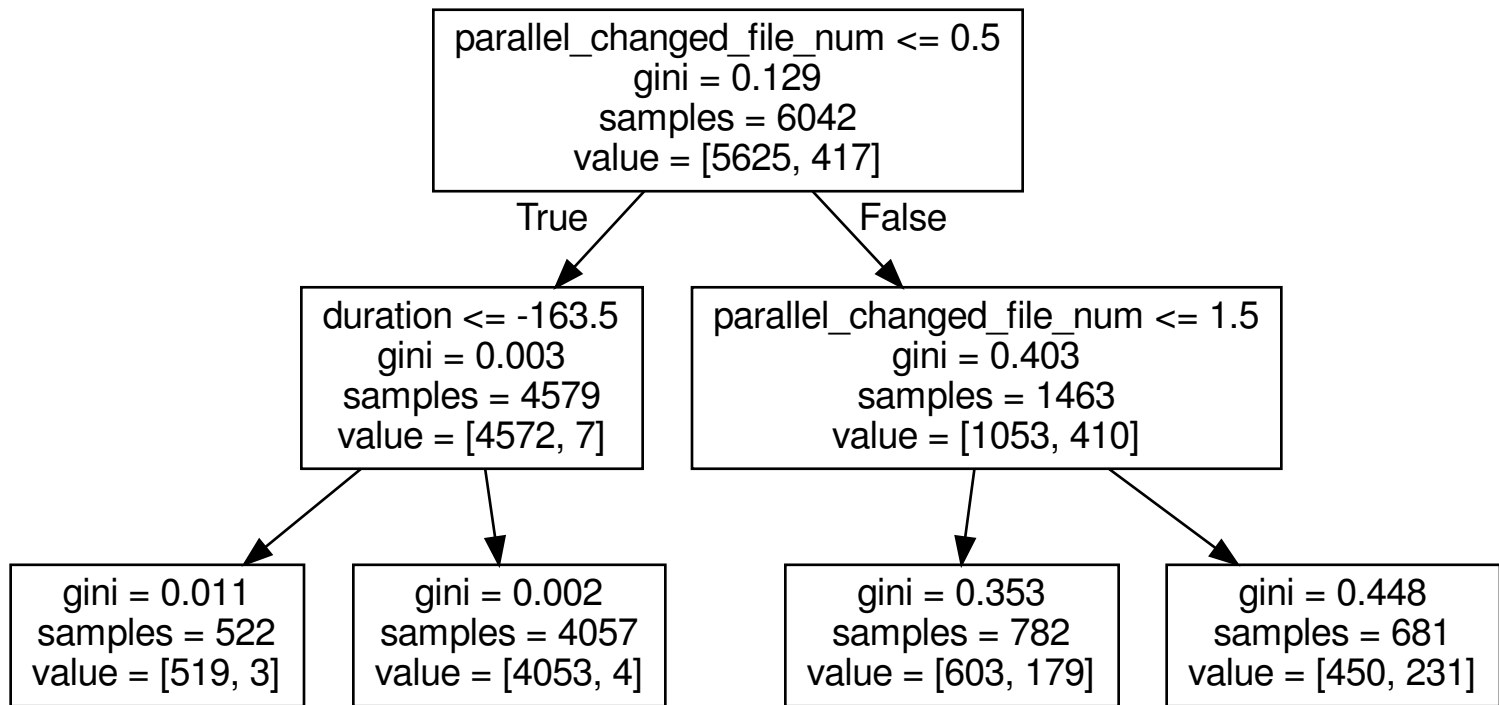 parallel_changed_file_num <= 0.5
gini = 0.129
samples = 6042
value = [5625, 417]
True
False
duration <= -163.5
gini = 0.003
samples = 4579
value = [4572, 7]
parallel_changed_file_num <= 1.5
gini = 0.403
samples = 1463
value = [1053, 410]
gini = 0.011
samples = 522
value = [519, 3]
gini = 0.002
samples = 4057
value = [4053, 4]
gini = 0.353
samples = 782
value = [603, 179]
gini = 0.448
samples = 681
value = [450, 231]